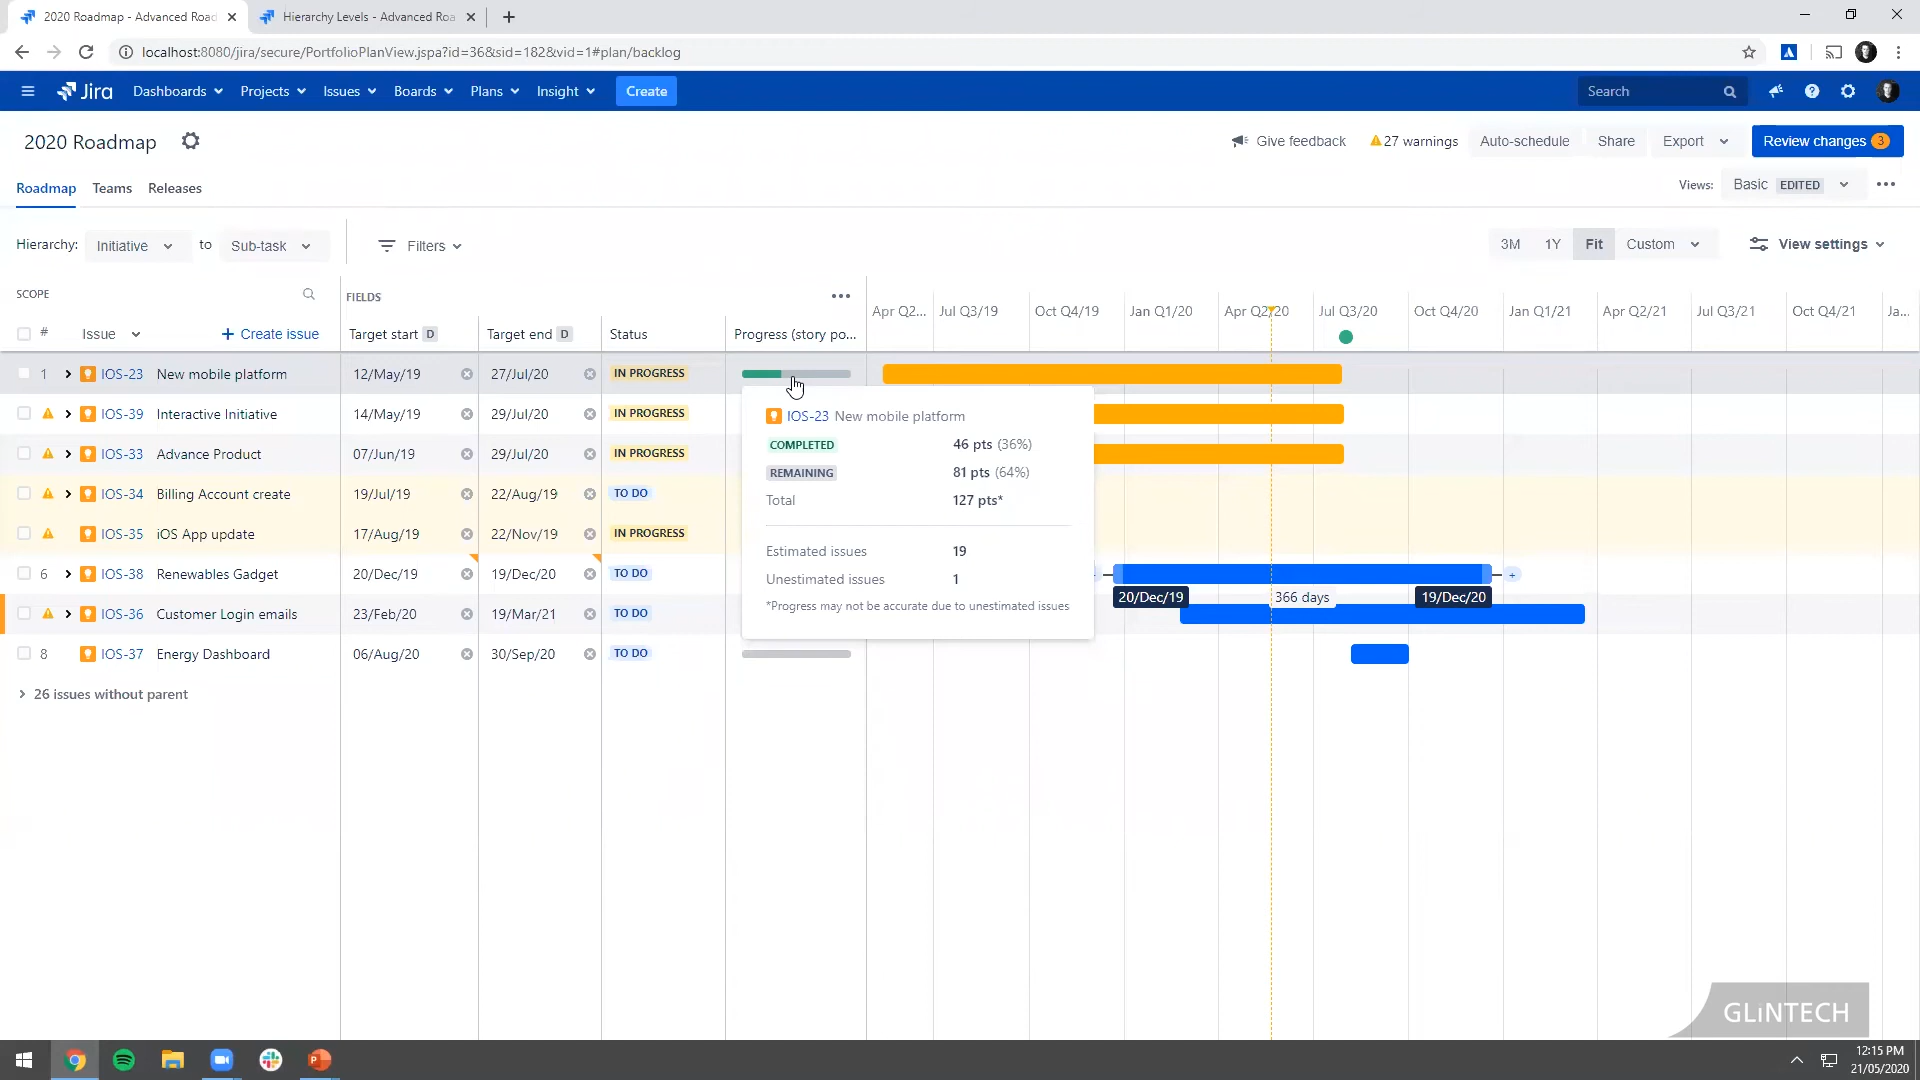 2020 Roadmap - Advanced Road
Hierarchy Levels - Advanced Roa
localhost:8080/jira/secure/PortfolioPlanView.jspa?id=36&sid=182&vid=1#plan/backlog
Jira Dashboards Projects Issues Boards Plans Insight Create Search
2020 Roadmap Give feedback 27 warnings Auto-schedule Share Export Review changes 3
Roadmap Teams Releases Views: Basic EDITED
Hierarchy: Initiative to Sub-task Filters 3M 1Y Fit Custom View settings
SCOPE FIELDS
Apr Q2... Jul Q3/19 Oct Q4/19 Jan Q1/20 Apr Q2/20 Jul Q3/20 Oct Q4/20 Jan Q1/21 Apr Q2/21 Jul Q3/21 Oct Q4/21 Ja...
# Issue + Create issue Target start D Target end D Status Progress (story po...
1 IOS-23 New mobile platform 12/May/19 27/Jul/20 IN PROGRESS
IOS-39 Interactive Initiative 14/May/19 29/Jul/20 IN PROGRESS
IOS-33 Advance Product 07/Jun/19 29/Jul/20 IN PROGRESS
IOS-34 Billing Account create 19/Jul/19 22/Aug/19 TO DO
IOS-35 iOS App update 17/Aug/19 22/Nov/19 IN PROGRESS
6 IOS-38 Renewables Gadget 20/Dec/19 19/Dec/20 TO DO
IOS-36 Customer Login emails 23/Feb/20 19/Mar/21 TO DO
8 IOS-37 Energy Dashboard 06/Aug/20 30/Sep/20 TO DO
26 issues without parent
IOS-23 New mobile platform
COMPLETED 46 pts (36%)
REMAINING 81 pts (64%)
Total 127 pts*
Estimated issues 19
Unestimated issues 1
*Progress may not be accurate due to unestimated issues
20/Dec/19 366 days 19/Dec/20
GLiNTECH
12:15 PM
21/05/2020